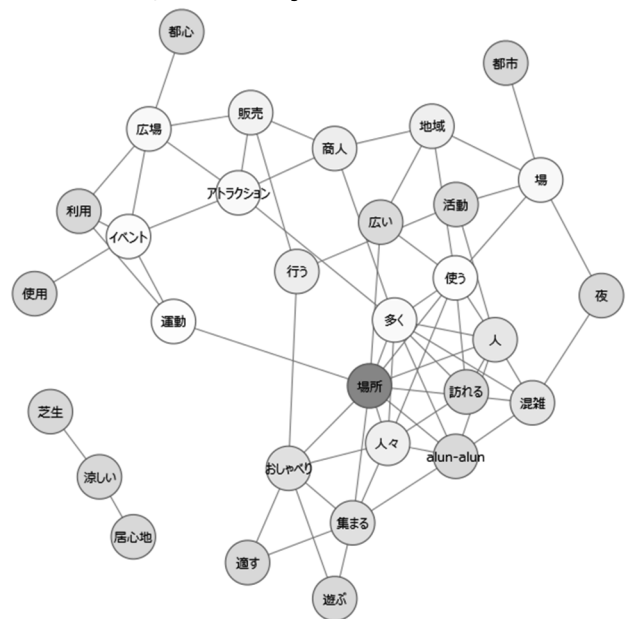 都心
都市
販売
広場
地域
商人
場
アトラクション
活動
利用
広い
イベント
行う
使う
使用
夜
運動
多く
人
場所
訪れる
混雑
芝生
人々
alun-alun
おしゃべり
涼しい
集まる
居心地
適す
遊ぶ